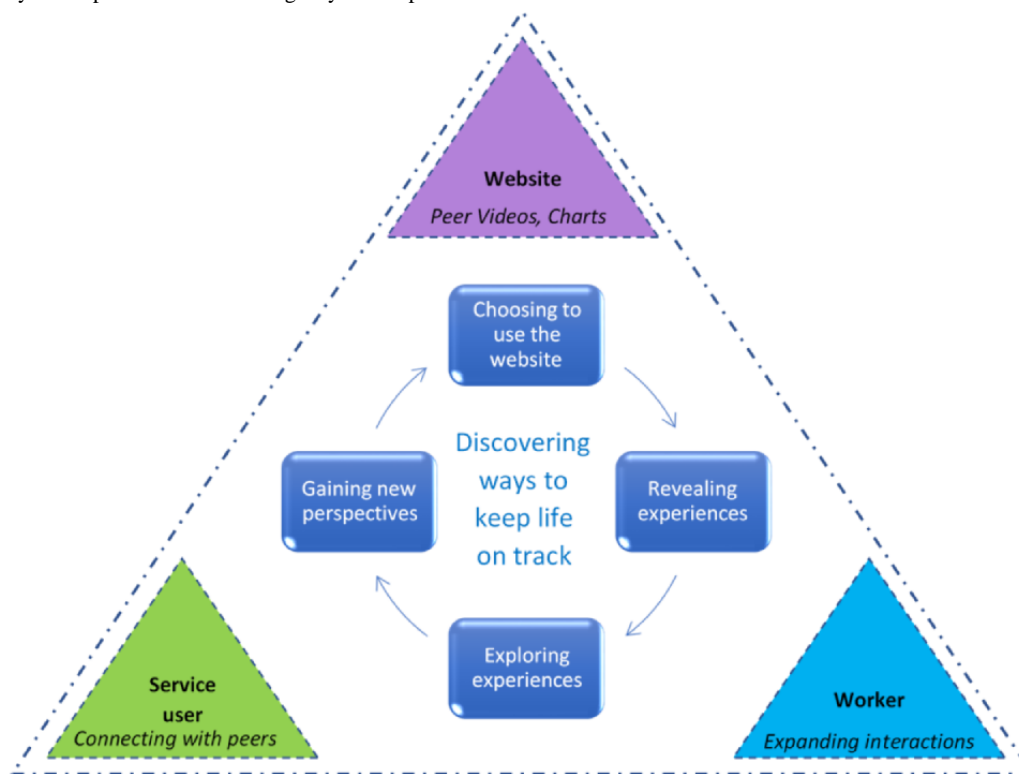 Website
Peer Videos, Charts
Choosing to
use the
website
Discovering
ways to
keep life
on track
Gaining new
perspectives
Revealing
experiences
Exploring
experiences
Service
user
Connecting with peers
Worker
Expanding interactions